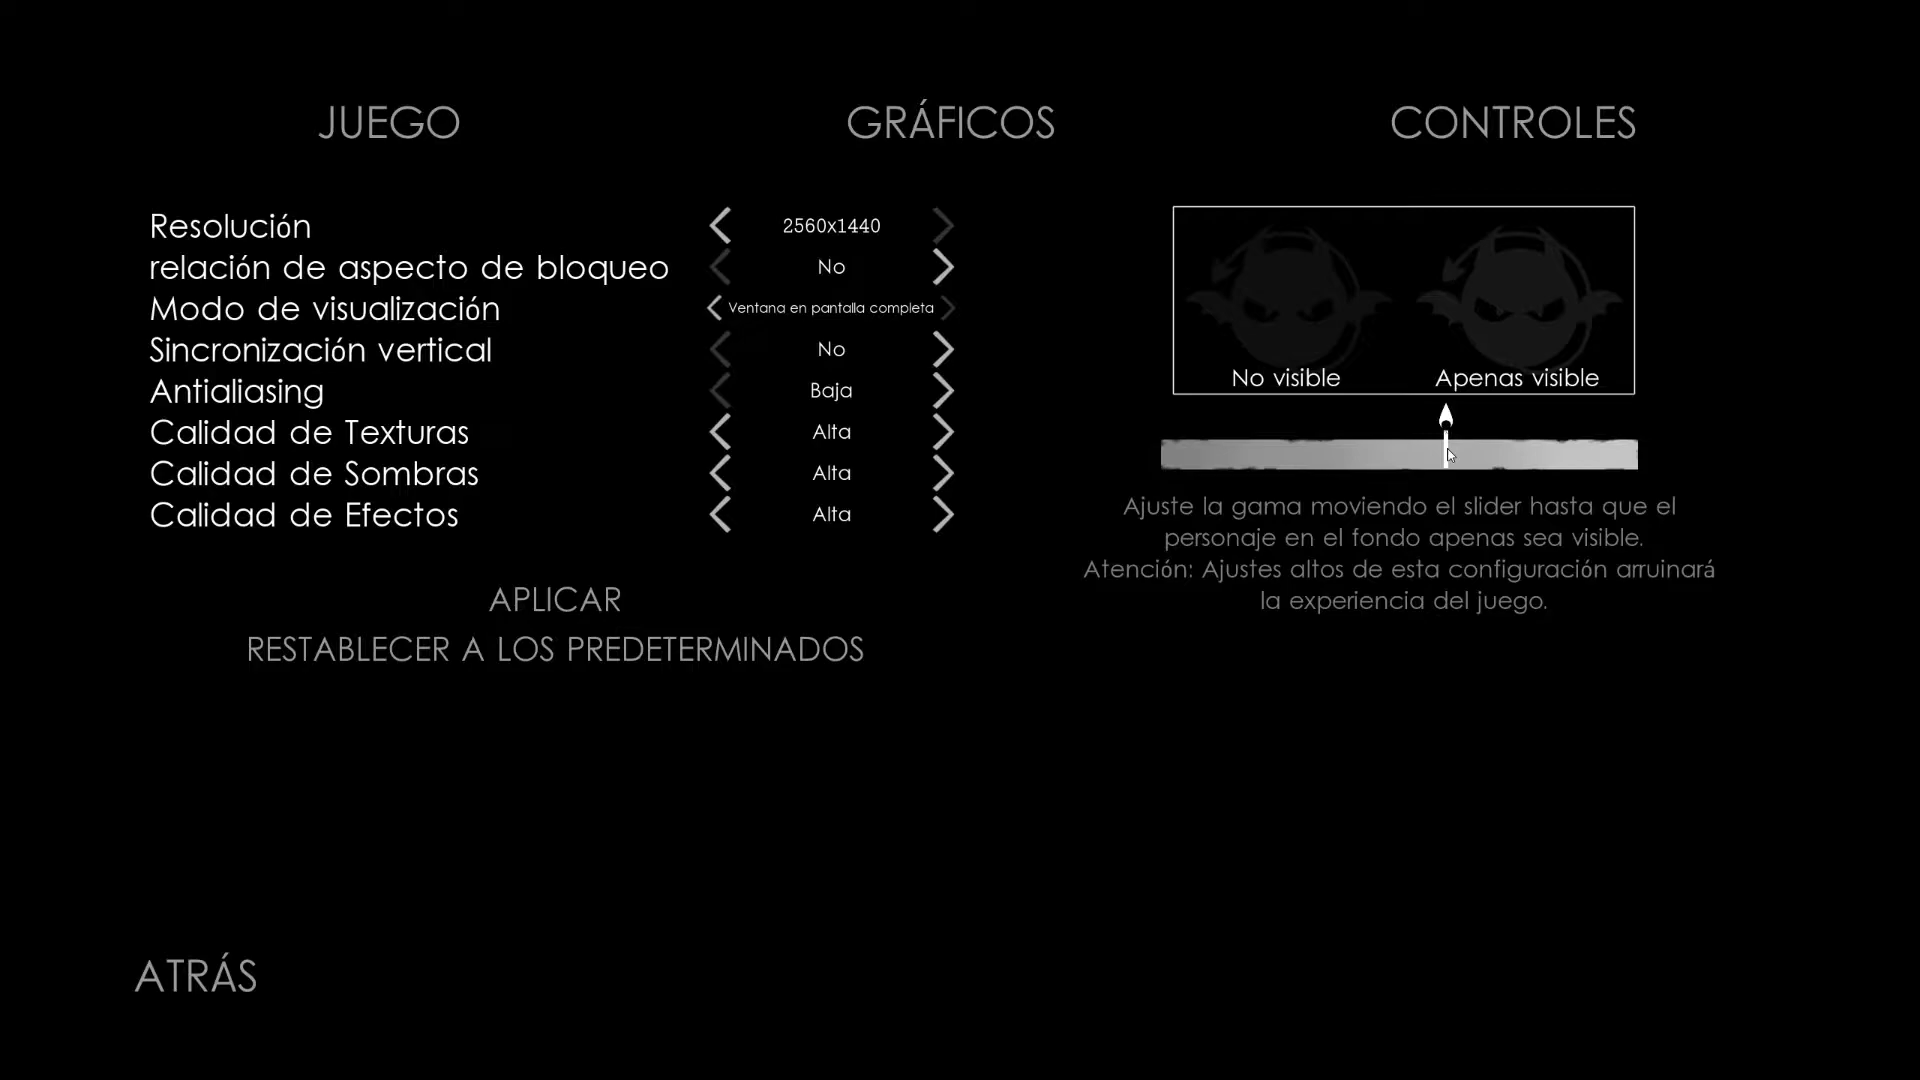 JUEGO GRÁFICOS CONTROLES
Resolución 2560x1440
relación de aspecto de bloqueo No
Modo de visualización Ventana en pantalla completa
Sincronización vertical No
Antialiasing Baja
Calidad de Texturas Alta
Calidad de Sombras Alta
Calidad de Efectos Alta
APLICAR
RESTABLECER A LOS PREDETERMINADOS
No visible Apenas visible
Ajuste la gama moviendo el slider hasta que el
personaje en el fondo apenas sea visible.
Atención: Ajustes altos de esta configuración arruinará
la experiencia del juego.
ATRÁS